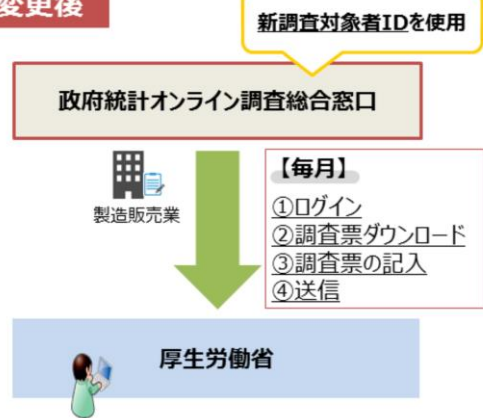 変更後
新調査対象者IDを使用
政府統計オンライン調査総合窓口
製造販売業
【毎月】
①ログイン
②調査票ダウンロード
③調査票の記入
④送信
厚生労働省